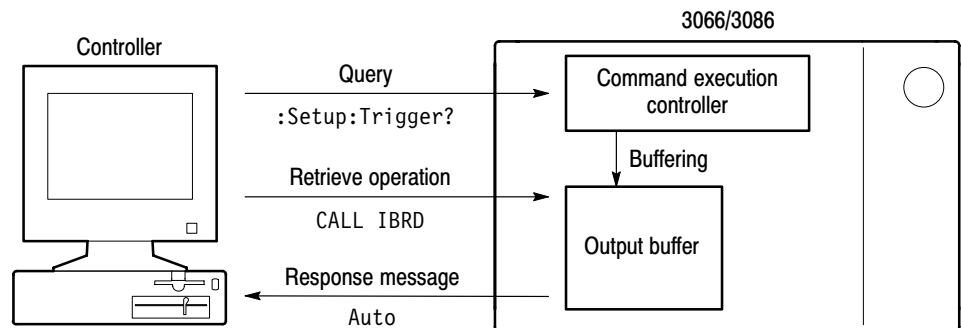 3066/3086
Controller
Query
:Setup:Trigger?
Command execution
controller
Buffering
Retrieve operation
CALL IBRD
Output buffer
Response message
Auto